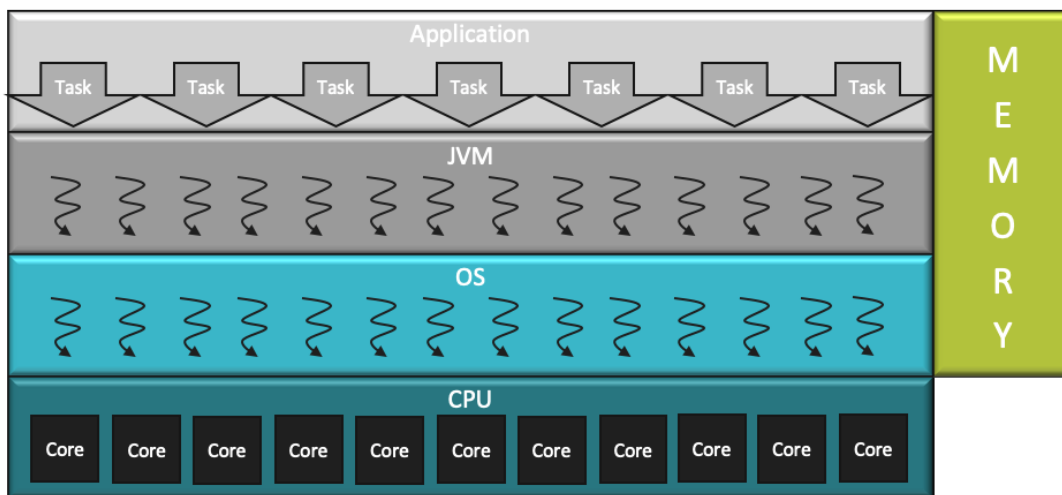 Application
Task Task Task Task Task Task Task
JVM
OS
CPU
Core Core Core Core Core Core Core Core Core Core Core
M
E
M
O
R
Y